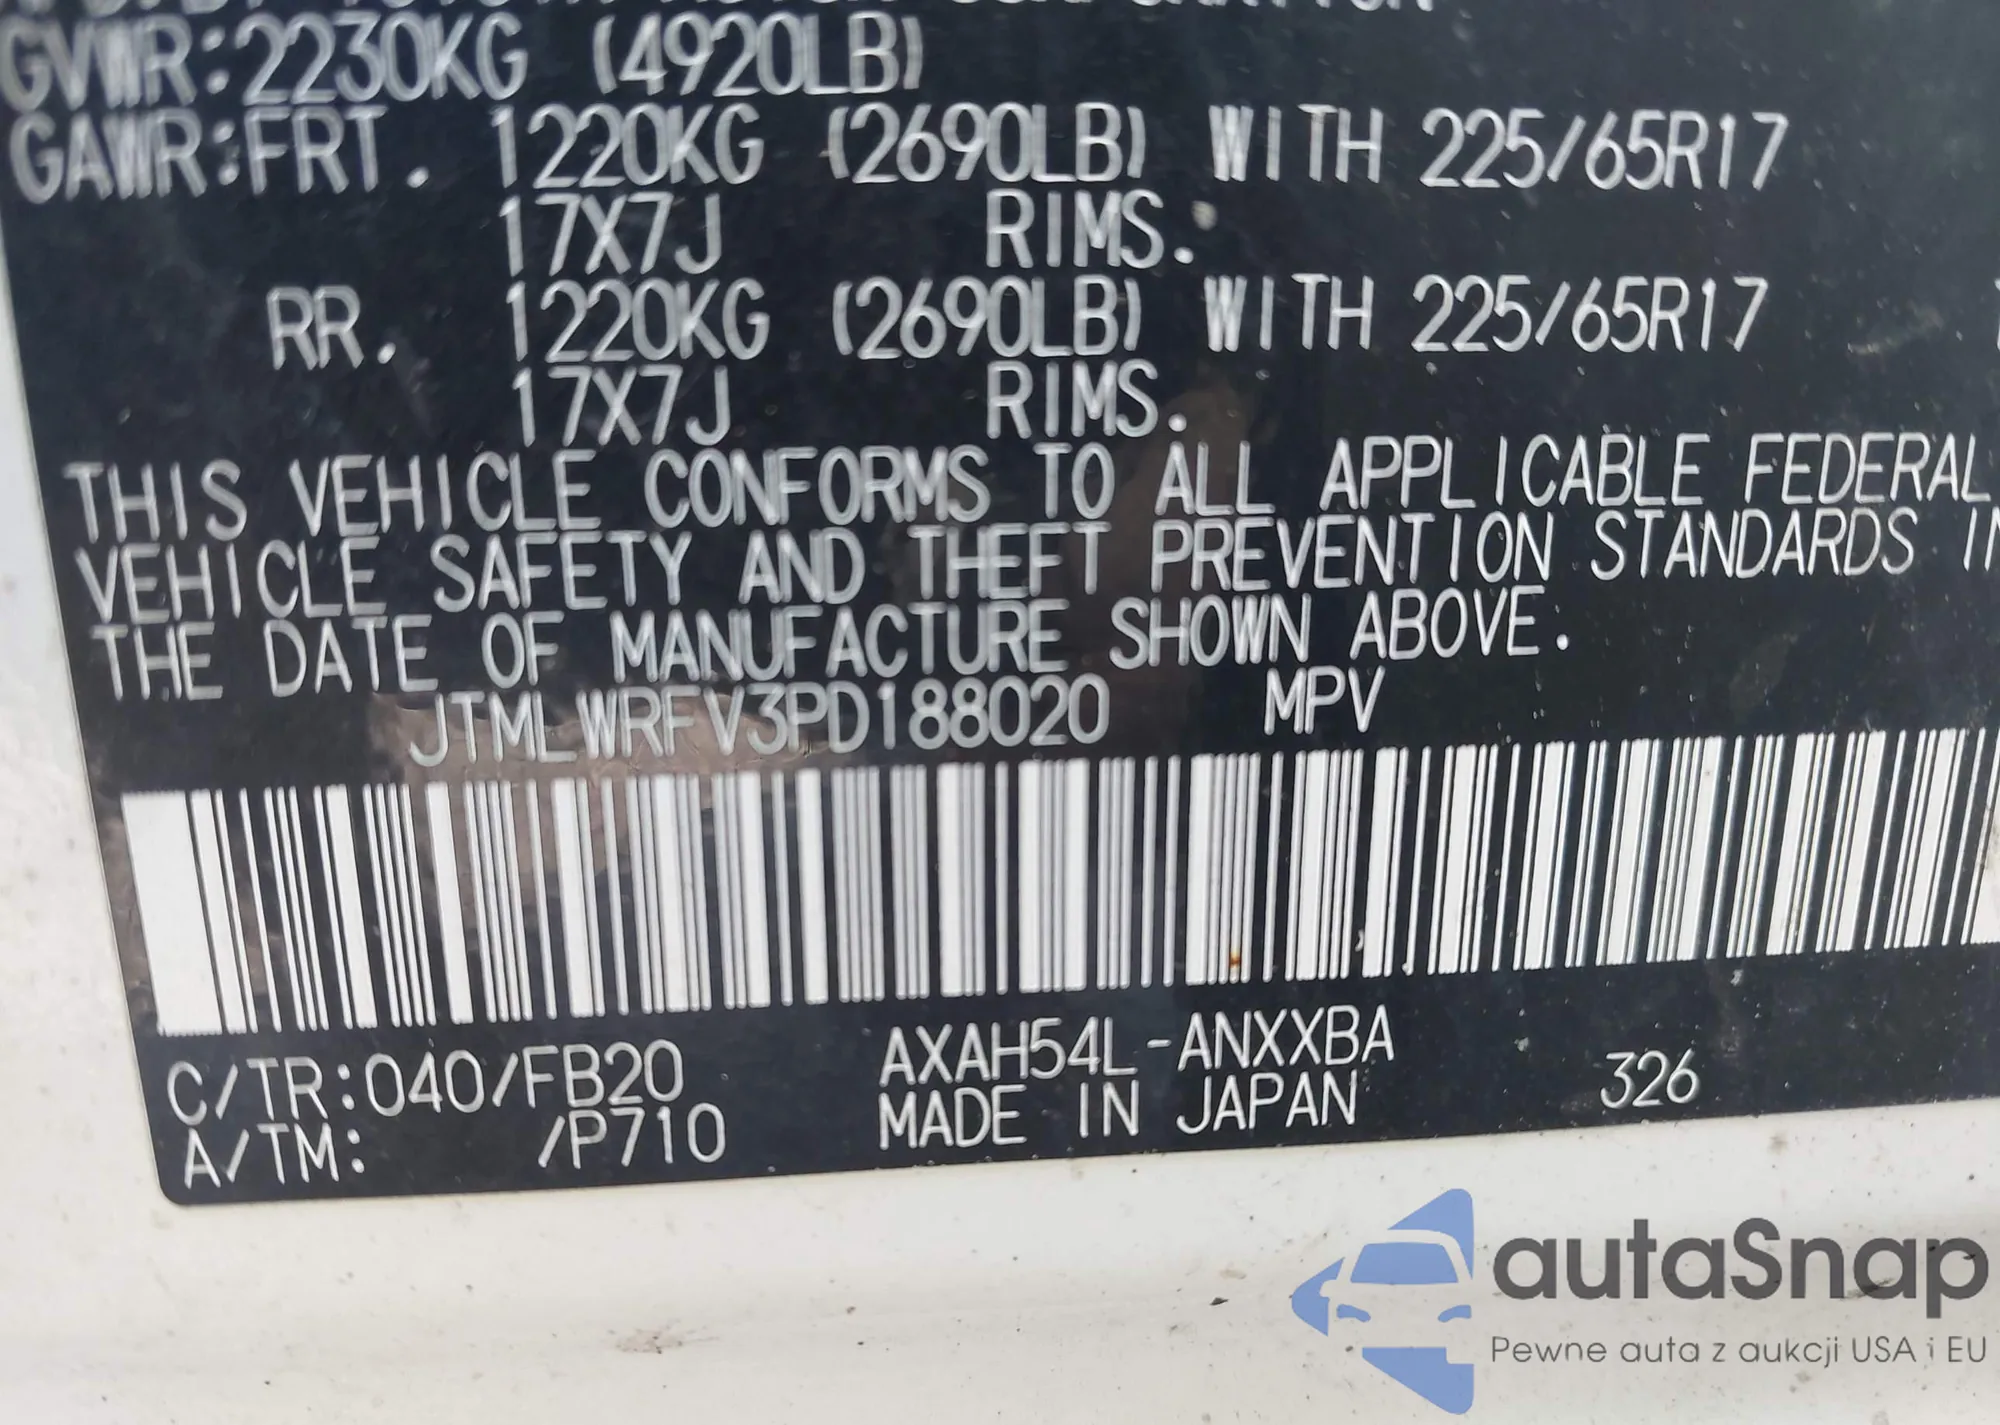 GVWR:2230KG (4920LB)
GAWR:FRT. 1220KG (2690LB) WITH 225/65R17
17X7J RIMS.
RR. 1220KG (2690LB) WITH 225/65R17
17X7J RIMS.
THIS VEHICLE CONFORMS TO ALL APPLICABLE FEDERAL
VEHICLE SAFETY AND THEFT PREVENTION STANDARDS IN
THE DATE OF MANUFACTURE SHOWN ABOVE.
JTMLWRFV3PD188020 MPV
C/TR:040/FB20 AXAH54L-ANXXBA
A/TM: /P710 MADE IN JAPAN 326
autaSnap
Pewne auta z aukcji USA i EU